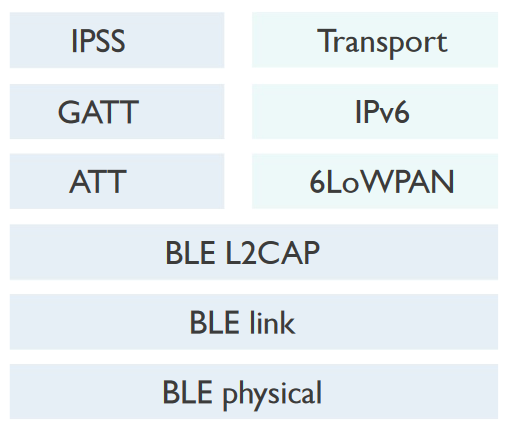 IPSS
Transport
GATT
IPv6
ATT
6LoWPAN
BLE L2CAP
BLE link
BLE physical